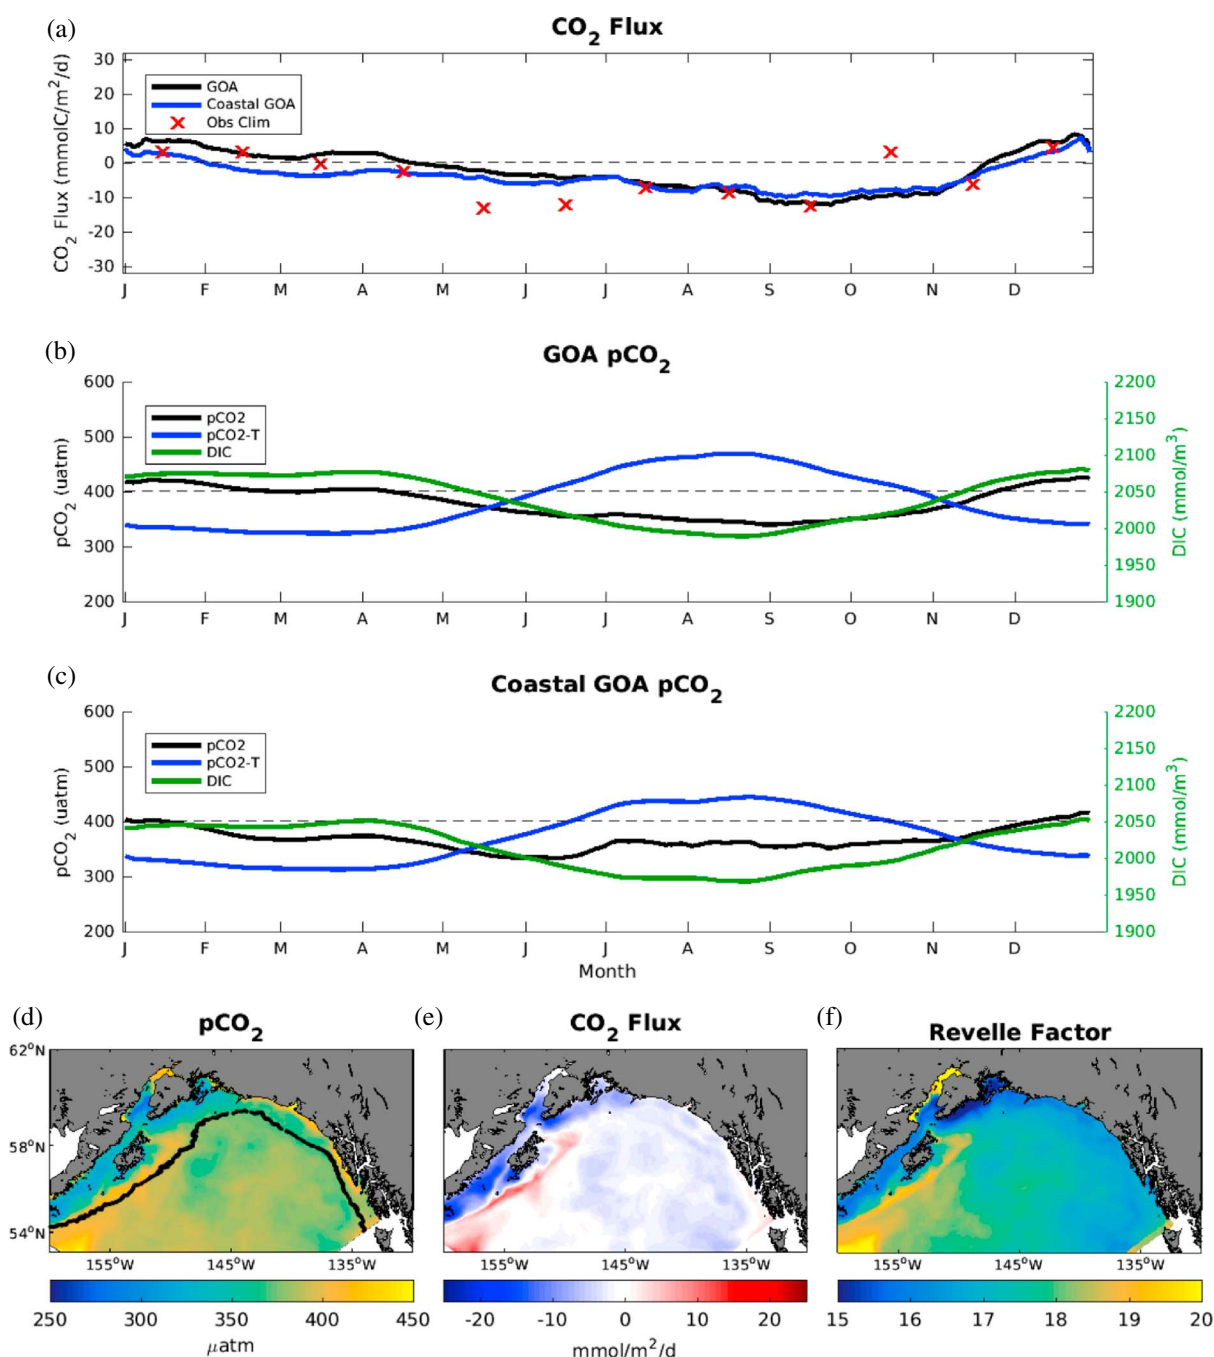 (a)
CO2 Flux
CO2 Flux (mmolC/m2/d)
30
20
10
0
-10
-20
-30
GOA
Coastal GOA
Obs Clim
J F M A M J J A S O N D
(b)
GOA pCO2
pCO2 (uatm)
600
500
400
300
200
pCO2
pCO2-T
DIC
2200
2150
2100
2050
2000
1950
1900
DIC (mmol/m3)
J F M A M J J A S O N D
(c)
Coastal GOA pCO2
pCO2 (uatm)
600
500
400
300
200
pCO2
pCO2-T
DIC
2200
2150
2100
2050
2000
1950
1900
DIC (mmol/m3)
J F M A M J J A S O N D
Month
(d)
pCO2
62°N
58°N
54°N
155°W 145°W 135°W
250 300 350 400 450
μatm
(e)
CO2 Flux
155°W 145°W 135°W
-20 -10 0 10 20
mmol/m2/d
(f)
Revelle Factor
155°W 145°W 135°W
15 16 17 18 19 20